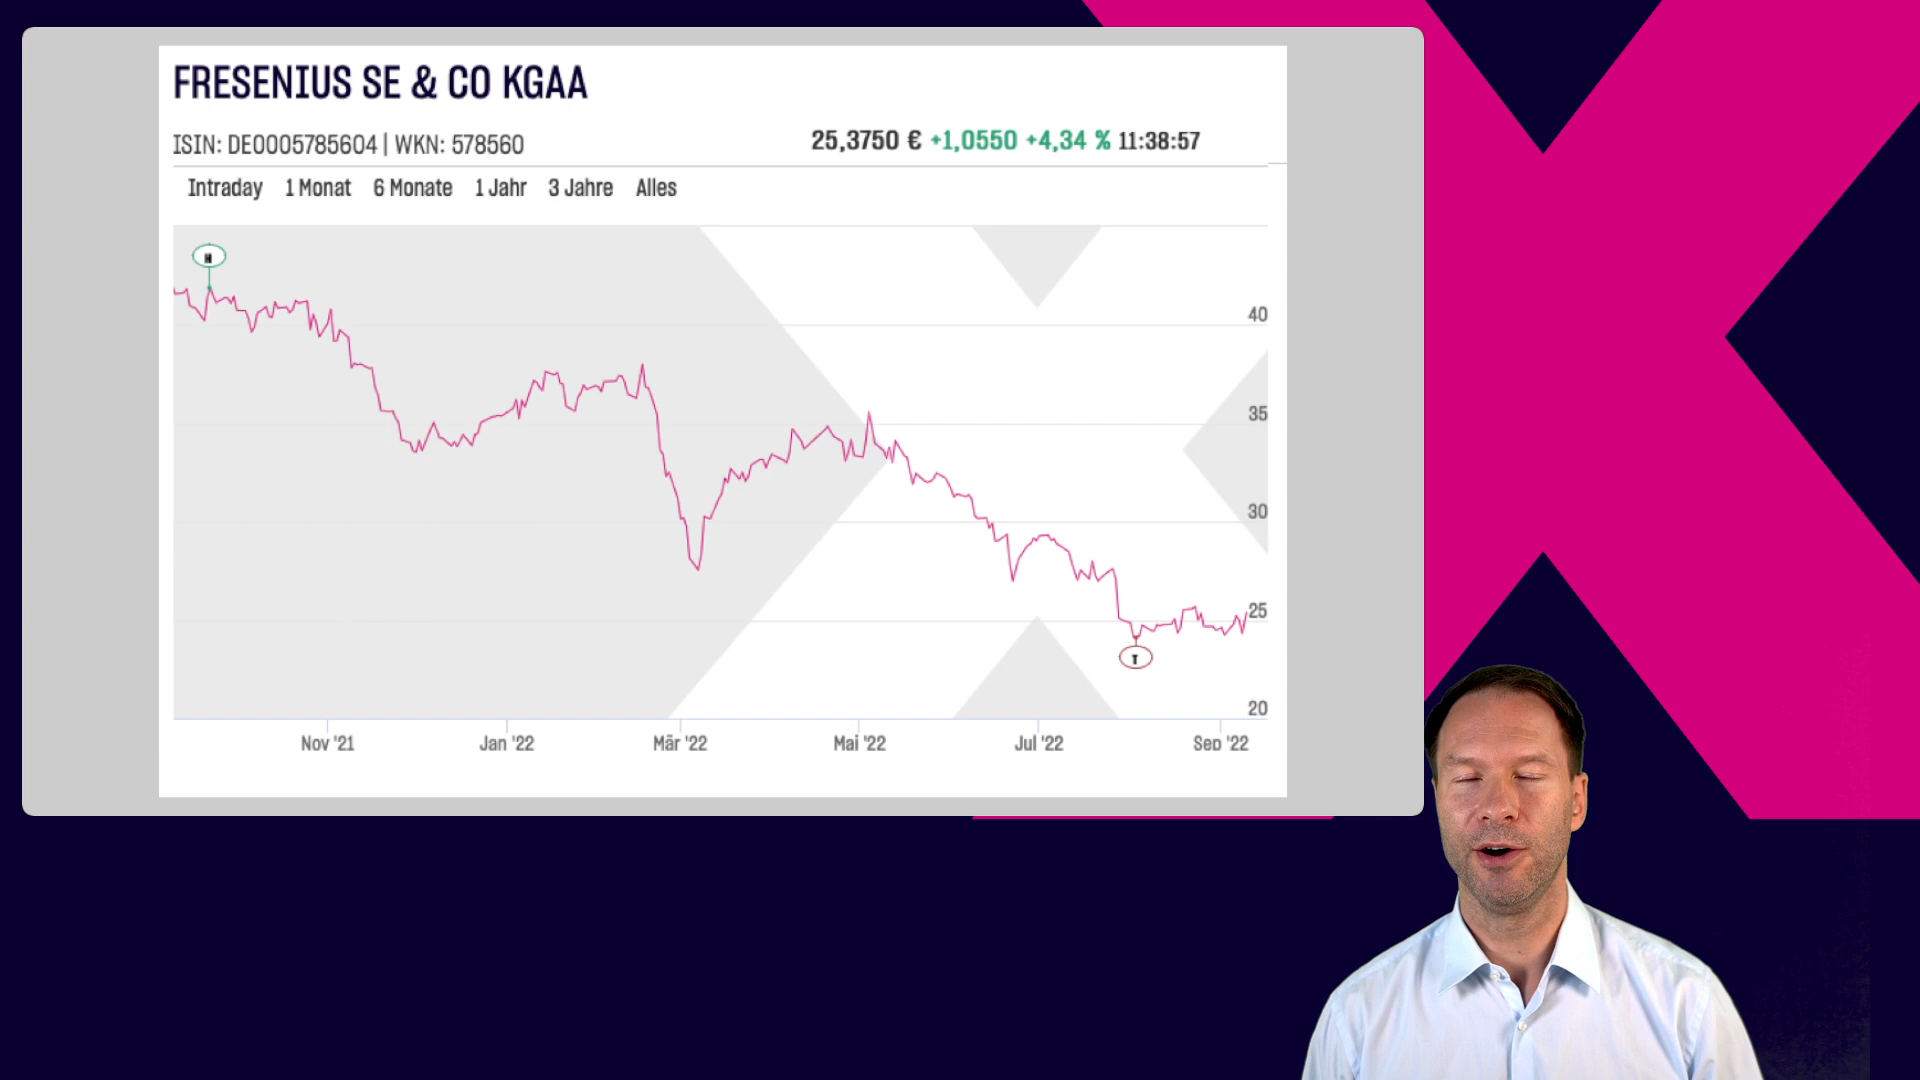 FRESENIUS SE & CO KGAA
ISIN: DE0005785604 | WKN: 578560
25,3750 € +1,0550 +4,34 % 11:38:57
Intraday 1 Monat 6 Monate 1 Jahr 3 Jahre Alles
H
40
35
30
25
T
20
Nov '21 Jan '22 Mär '22 Mai '22 Jul '22 Sep '22